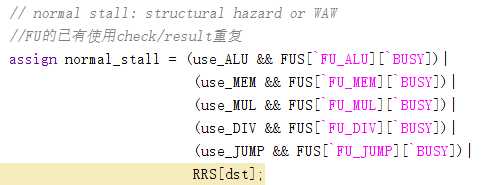 // normal stall: structural hazard or WAW
//FU的已有使用check/result重复
assign normal_stall = (use_ALU && FUS[`FU_ALU][`BUSY])|
(use_MEM && FUS[`FU_MEM][`BUSY])|
(use_MUL && FUS[`FU_MUL][`BUSY])|
(use_DIV && FUS[`FU_DIV][`BUSY])|
(use_JUMP && FUS[`FU_JUMP][`BUSY])|
RRS[dst];